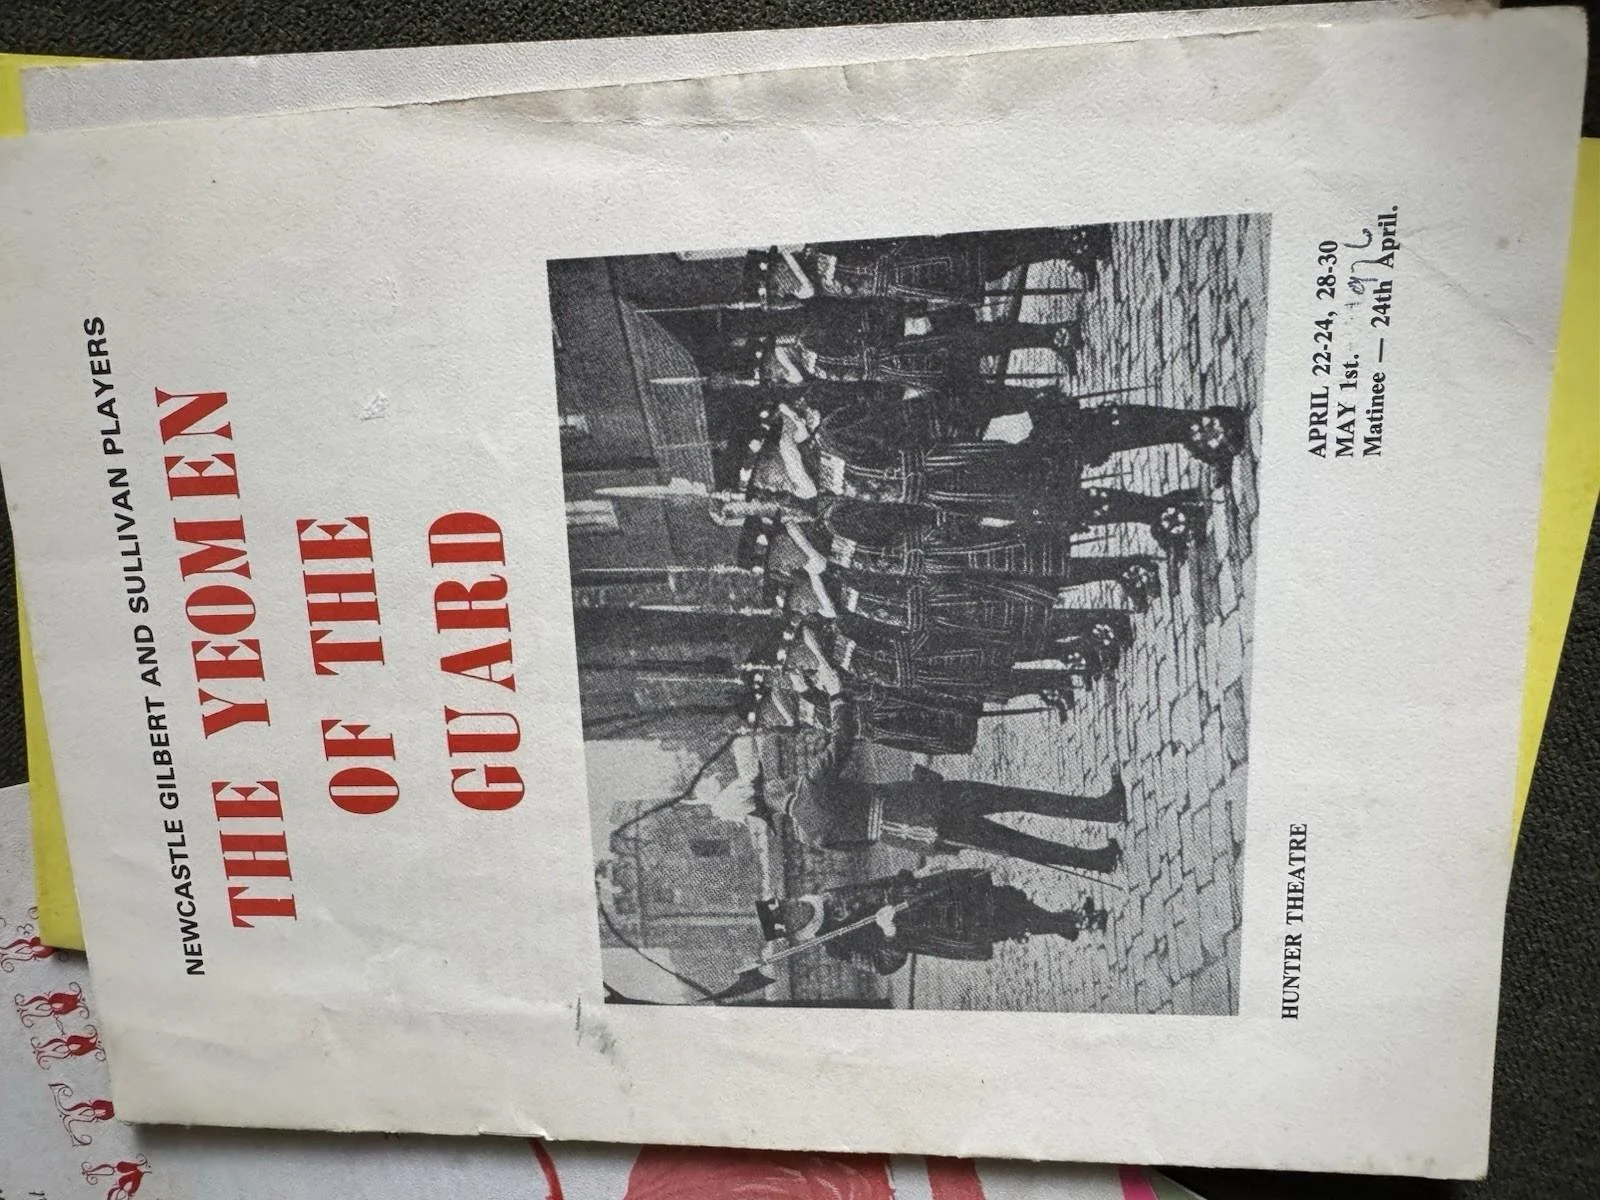 NEWCASTLE GILBERT AND SULLIVAN PLAYERS
THE YEOMEN
OF THE
GUARD
HUNTER THEATRE
APRIL 22-24, 28-30
MAY 1st. 1976
Matinee — 24th April.